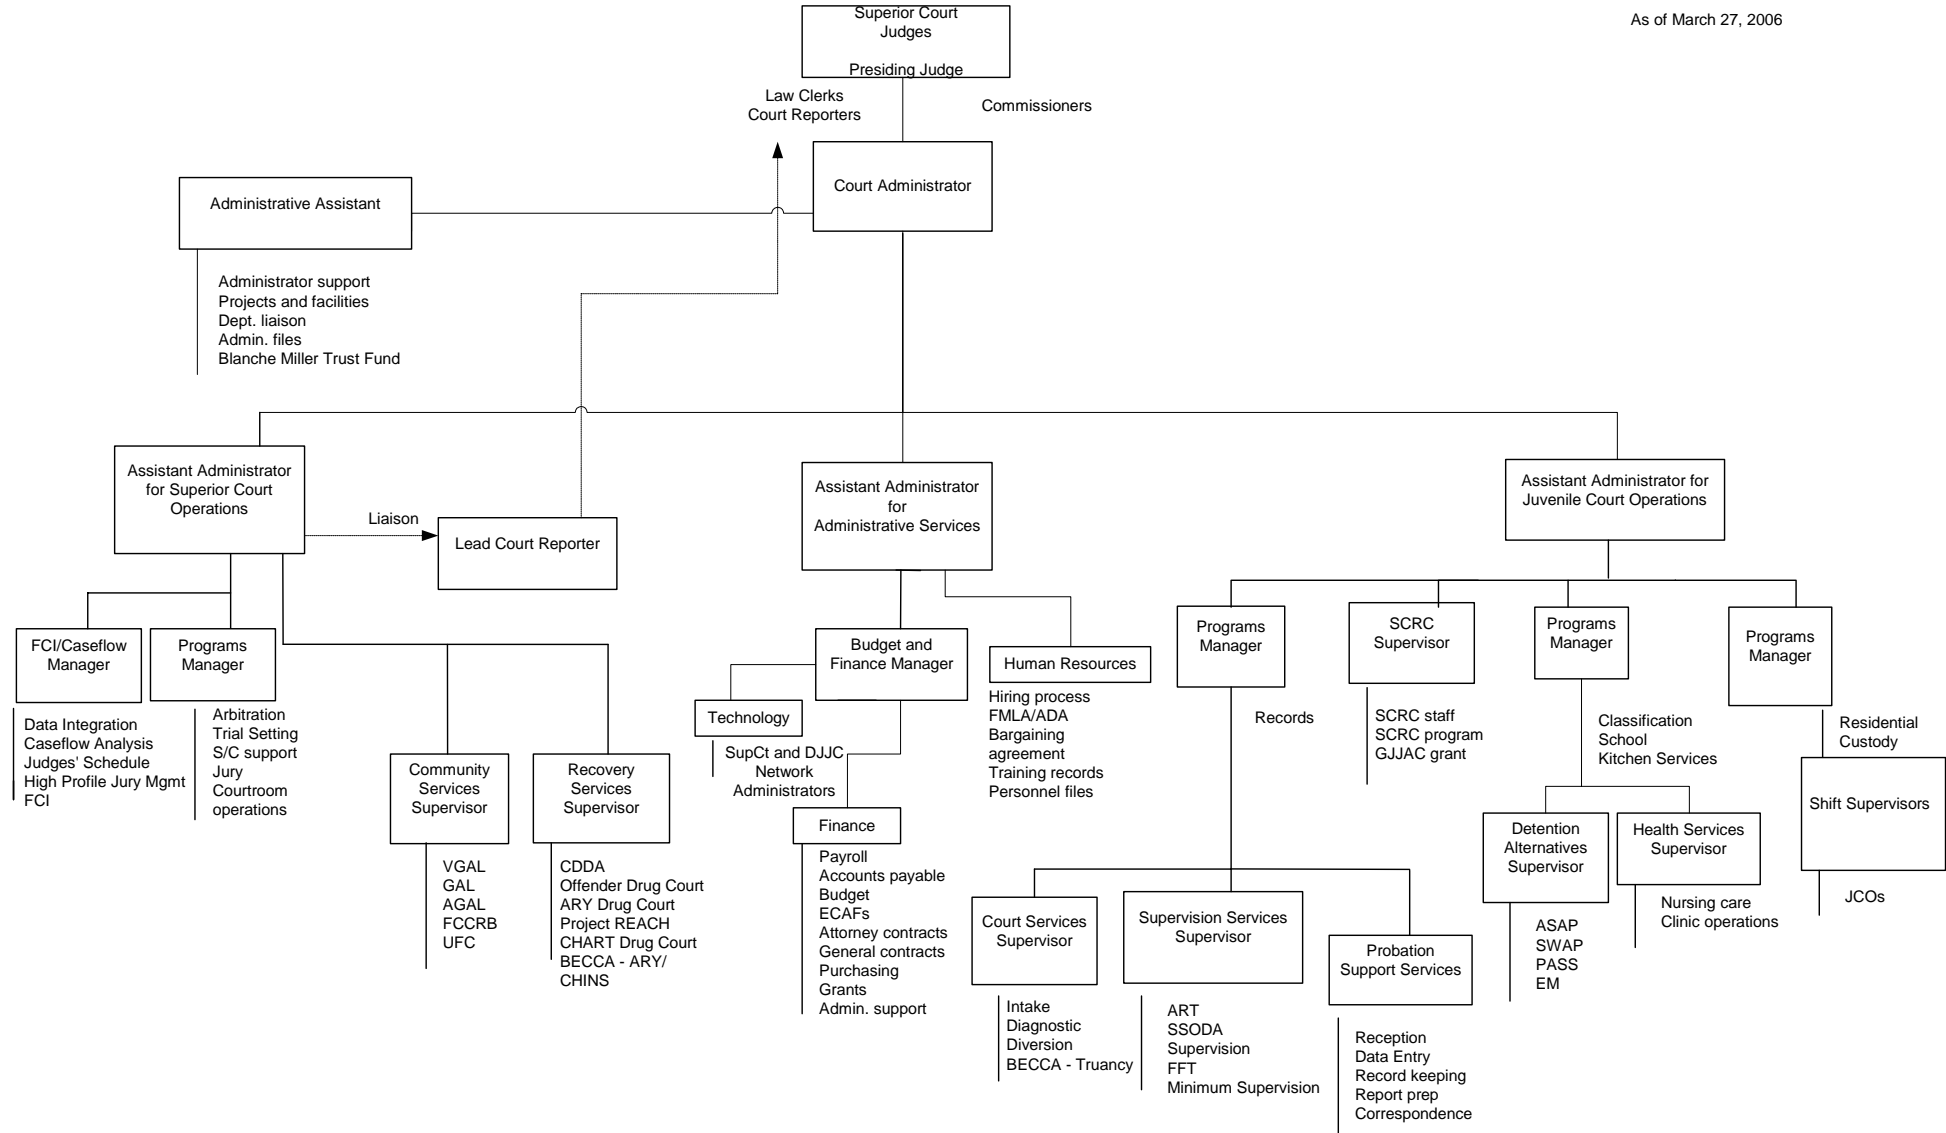 Superior Court
Judges
Presiding Judge
As of March 27, 2006
Law Clerks
Court Reporters
Commissioners
Court Administrator
Administrative Assistant
Administrator support
Projects and facilities
Dept. liaison
Admin. files
Blanche Miller Trust Fund
Assistant Administrator
for Superior Court
Operations
Liaison
Lead Court Reporter
Assistant Administrator
for
Administrative Services
Assistant Administrator for
Juvenile Court Operations
FCI/Caseflow
Manager
Data Integration
Caseflow Analysis
Judges' Schedule
High Profile Jury Mgmt
FCI
Programs
Manager
Arbitration
Trial Setting
S/C support
Jury
Courtroom
operations
Community
Services
Supervisor
VGAL
GAL
AGAL
FCCRB
UFC
Recovery
Services
Supervisor
CDDA
Offender Drug Court
ARY Drug Court
Project REACH
CHART Drug Court
BECCA - ARY/
CHINS
Budget and
Finance Manager
Technology
SupCt and DJJC
Network
Administrators
Finance
Payroll
Accounts payable
Budget
ECAFs
Attorney contracts
General contracts
Purchasing
Grants
Admin. support
Human Resources
Hiring process
FMLA/ADA
Bargaining
agreement
Training records
Personnel files
Programs
Manager
Records
Court Services
Supervisor
Intake
Diagnostic
Diversion
BECCA - Truancy
Supervision Services
Supervisor
ART
SSODA
Supervision
FFT
Minimum Supervision
Probation
Support Services
Reception
Data Entry
Record keeping
Report prep
Correspondence
SCRC
Supervisor
SCRC staff
SCRC program
GJJAC grant
Programs
Manager
Classification
School
Kitchen Services
Detention
Alternatives
Supervisor
ASAP
SWAP
PASS
EM
Health Services
Supervisor
Nursing care
Clinic operations
Programs
Manager
Residential
Custody
Shift Supervisors
JCOs